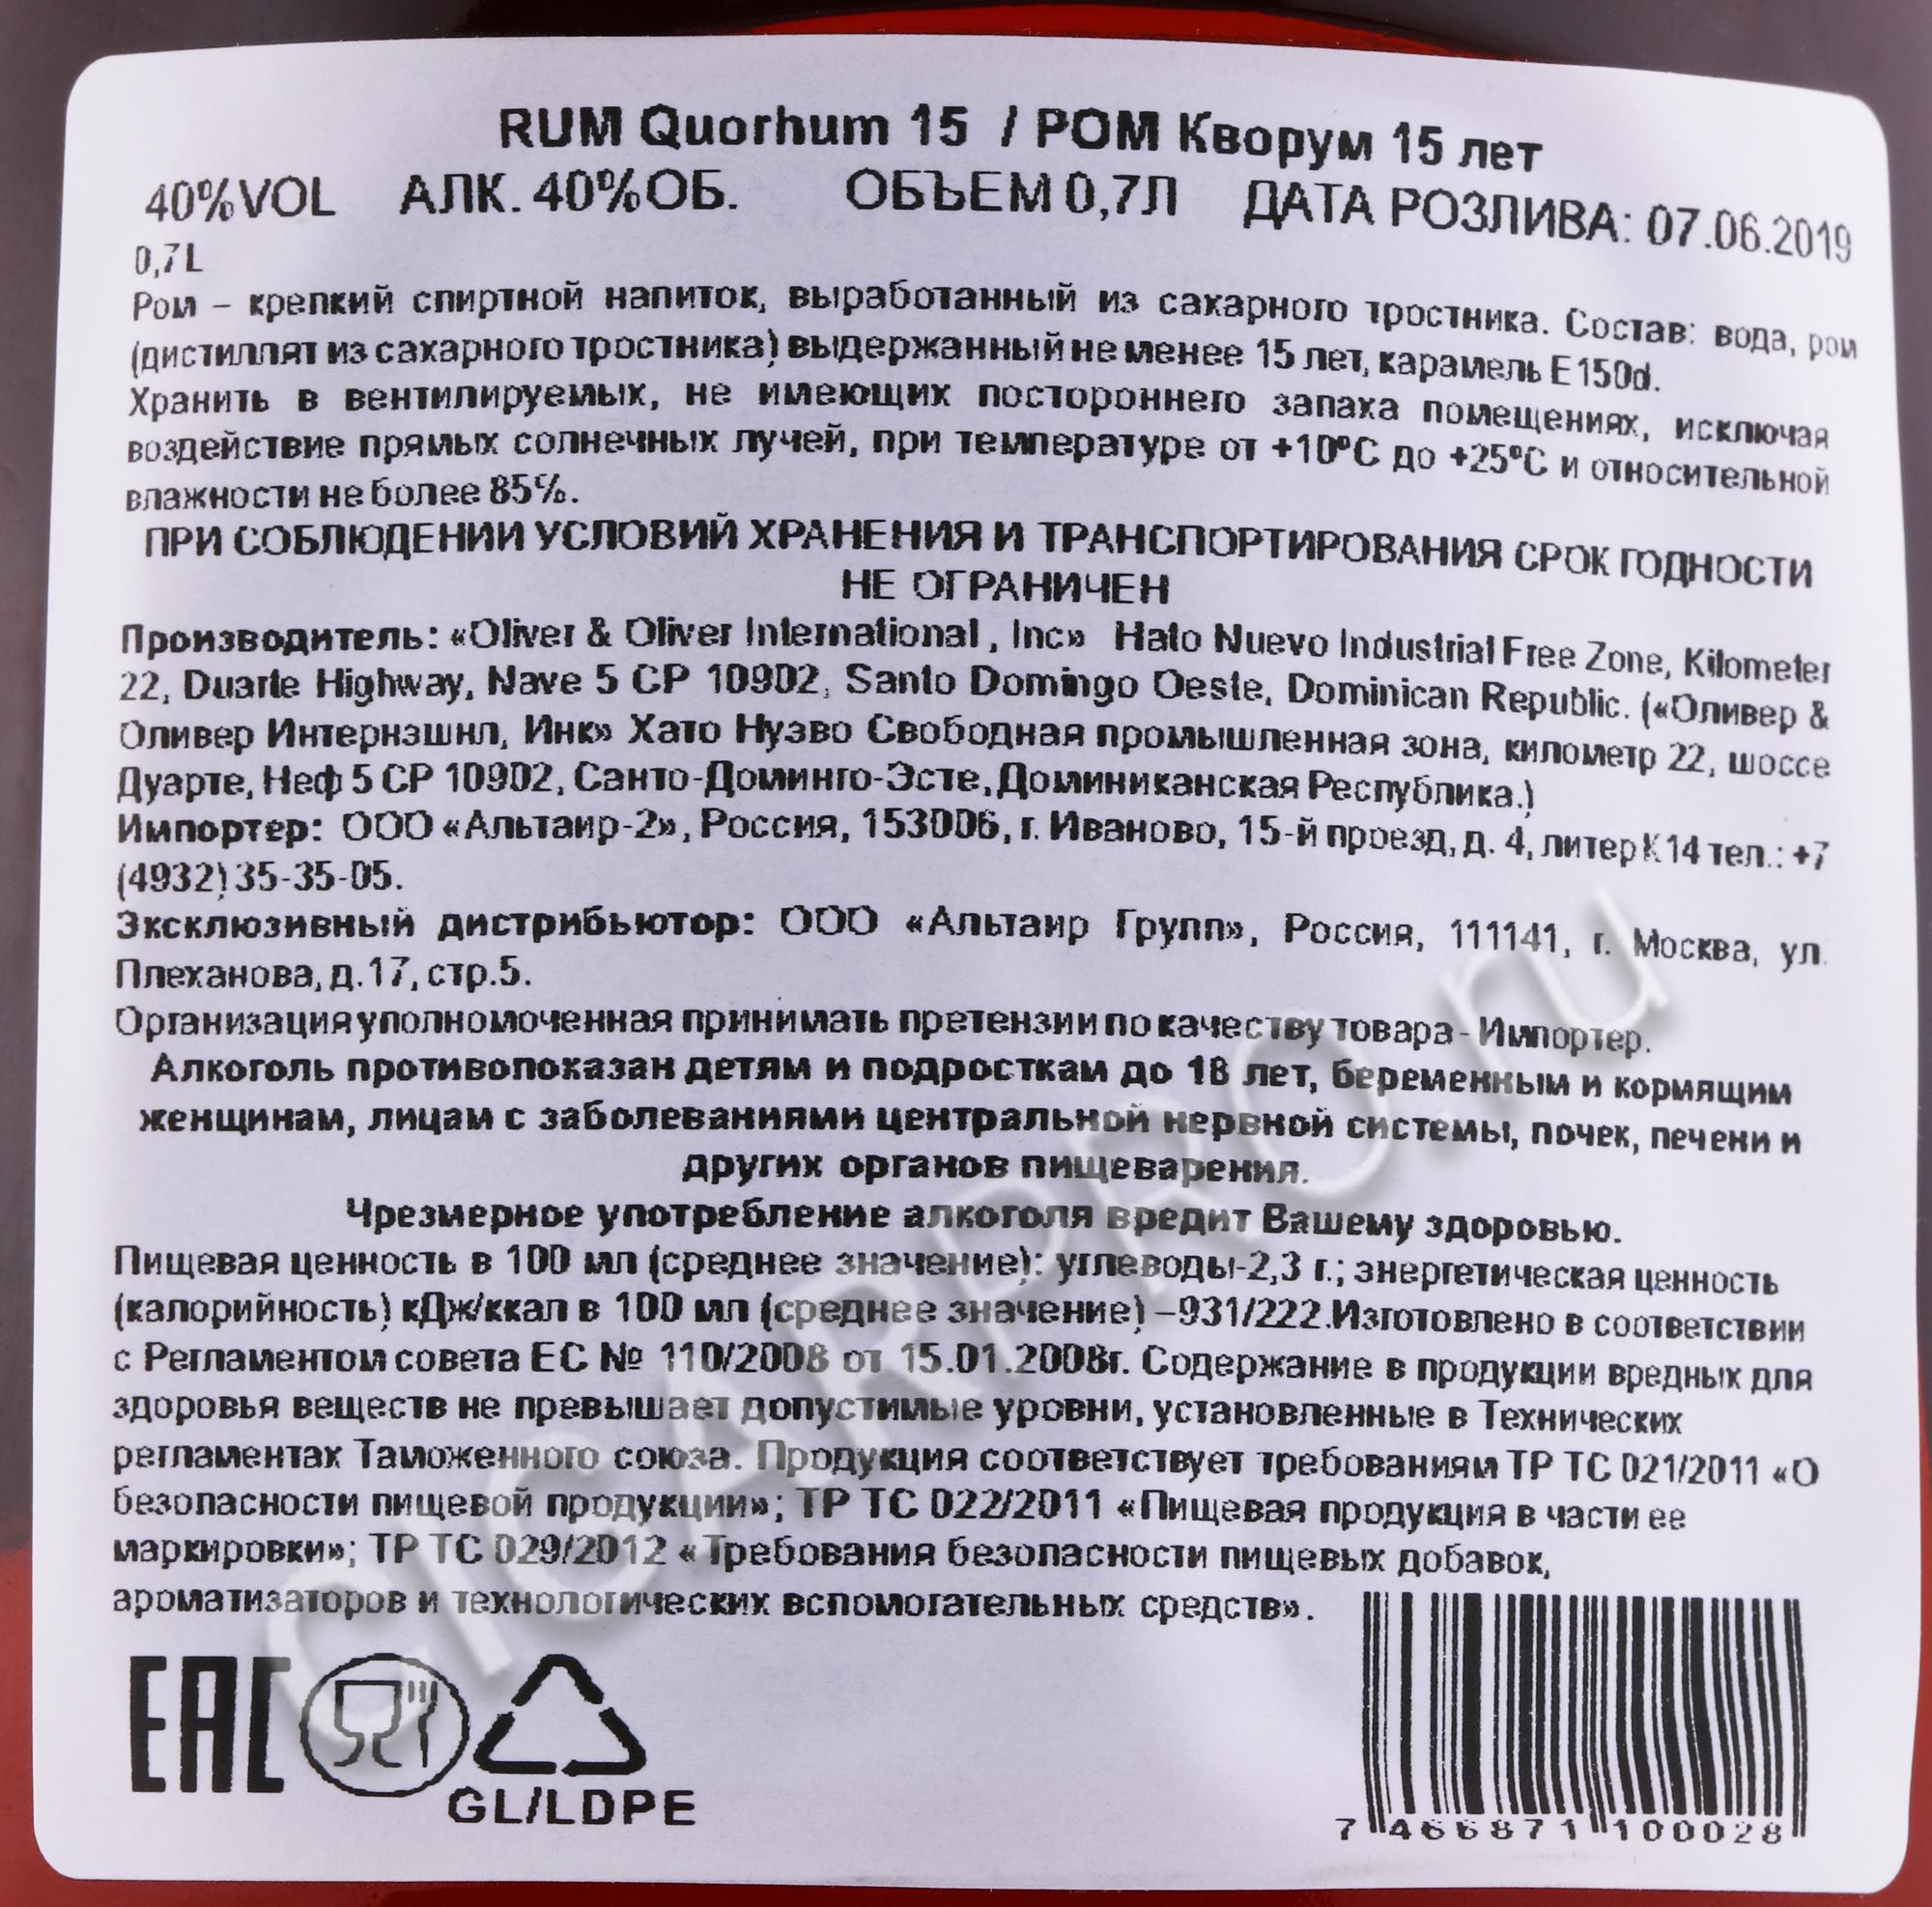 RUM Quorhum 15 / РОМ Кворум 15 лет
40%VOL АЛК. 40%ОБ. ОБЪЕМ 0,7Л ДАТА РОЗЛИВА: 07.06.2019
0,7L
Ром – крепкий спиртной напиток, выработанный из сахарного тростника. Состав: вода, ром
(дистиллят из сахарного тростника) выдержанный не менее 15 лет, карамель Е150d.
Хранить в вентилируемых, не имеющих постороннего запаха помещениях, исключая
воздействие прямых солнечных лучей, при температуре от +10°С до +25°С и относительной
влажности не более 85%.
ПРИ СОБЛЮДЕНИИ УСЛОВИЙ ХРАНЕНИЯ И ТРАНСПОРТИРОВАНИЯ СРОК ГОДНОСТИ
НЕ ОГРАНИЧЕН
Производитель: «Oliver & Oliver International , Inc» Hato Nuevo Industrial Free Zone, Kilometer
22, Duarte Highway, Nave 5 CP 10902, Santo Domingo Oeste, Dominican Republic. («Оливер &
Оливер Интернэшнл, Инк» Хато Нуэво Свободная промышленная зона, километр 22, шоссе
Дуарте, Неф 5 СР 10902, Санто-Доминго-Эсте, Доминиканская Республика.)
Импортер: ООО «Альтаир-2», Россия, 153006, г. Иваново, 15-й проезд, д. 4, литер К14 тел.: +7
(4932) 35-35-05.
Эксклюзивный дистрибьютор: ООО «Альтаир Групп», Россия, 111141, г. Москва, ул.
Плеханова, д.17, стр.5.
Организация уполномоченная принимать претензии по качеству товара - Импортер.
Алкоголь противопоказан детям и подросткам до 18 лет, беременным и кормящим
женщинам, лицам с заболеваниями центральной нервной системы, почек, печени и
других органов пищеварения.
Чрезмерное употребление алкоголя вредит Вашему здоровью.
Пищевая ценность в 100 мл (среднее значение): углеводы-2,3 г.; энергетическая ценность
(калорийность) кДж/ккал в 100 мл (среднее значение) –931/222.Изготовлено в соответствии
с Регламентом совета ЕС № 110/2008 от 15.01.2008г. Содержание в продукции вредных для
здоровья веществ не превышает допустимые уровни, установленные в Технических
регламентах Таможенного союза. Продукция соответствует требованиям ТР ТС 021/2011 «О
безопасности пищевой продукции»; ТР ТС 022/2011 «Пищевая продукция в части ее
маркировки»; ТР ТС 029/2012 «Требования безопасности пищевых добавок,
ароматизаторов и технологических вспомогательных средств».
EAC
GL/LDPE
7 466871 100028
CIGARPRO.ru